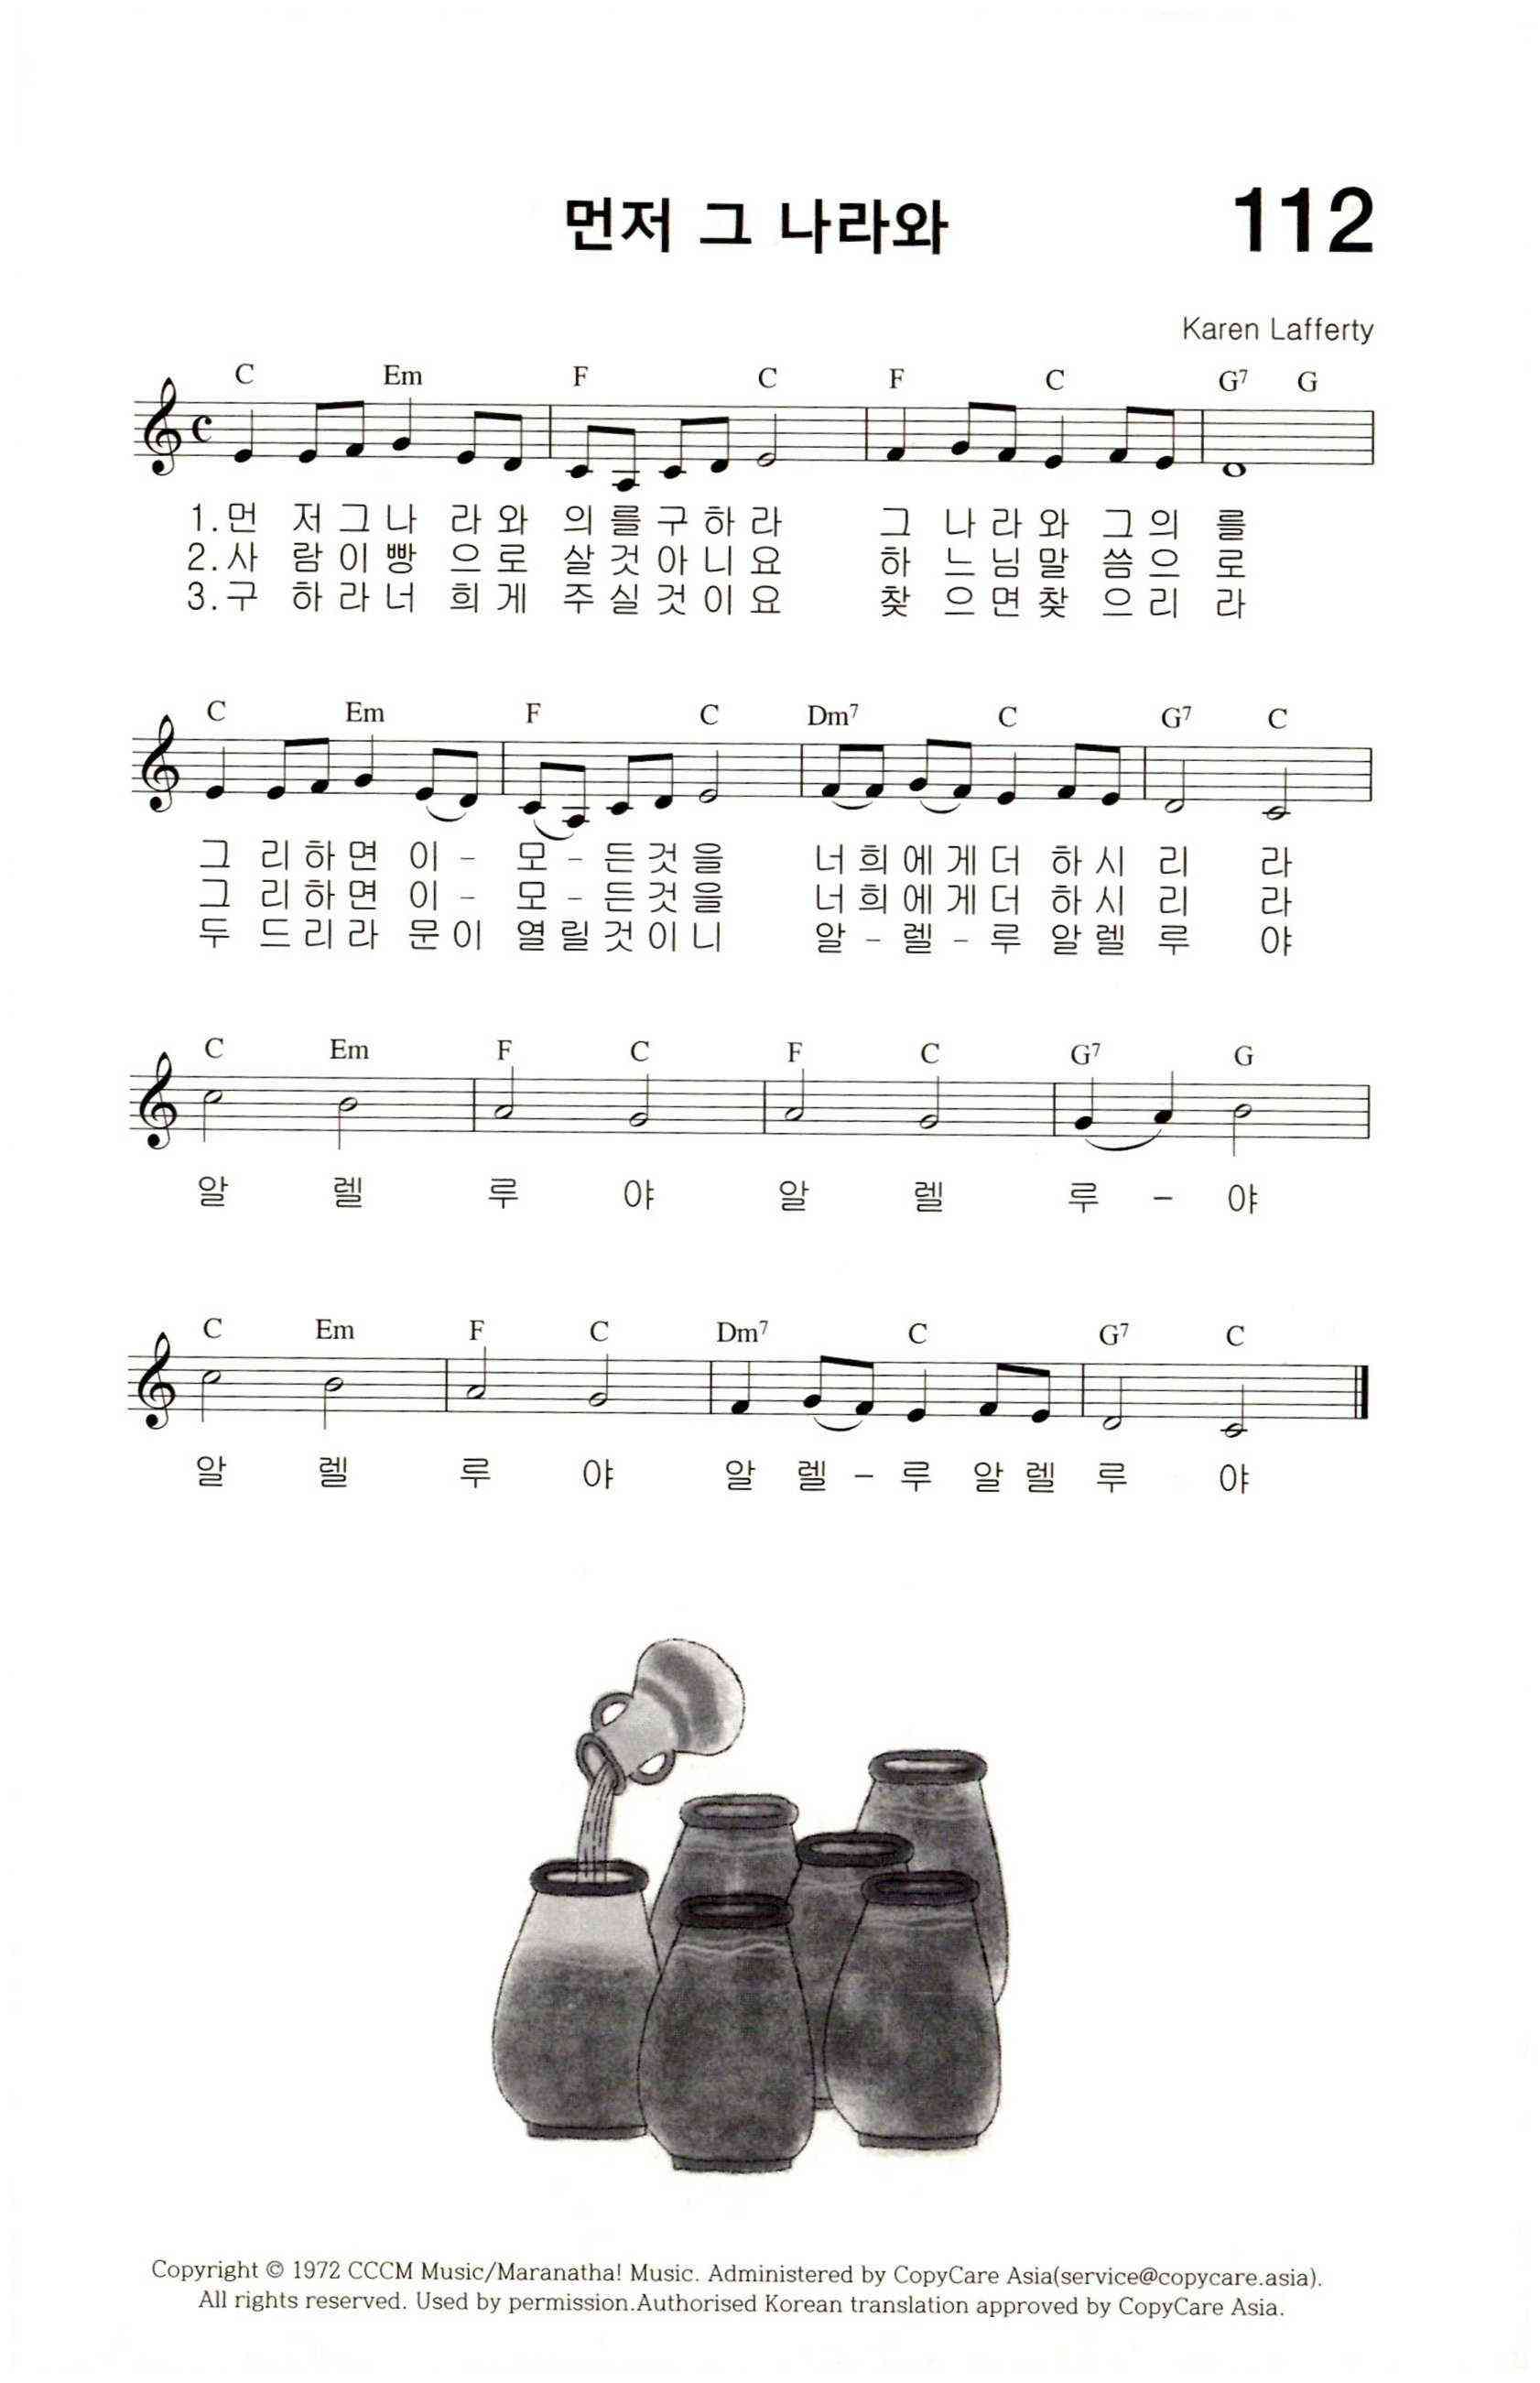 먼저 그 나라와
112
Karen Lafferty
C Em F C F C G7 G
1.먼 저그나 라와 의를구하라 그 나라와 그의 를
2.사 람이빵 으로 살것아니요 하 느님말 씀으 로
3.구 하라너 희게 주실것이요 찾 으면찾 으리 라
C Em F C Dm7 C G7 C
그 리하면 이- 모-든것을 너희에게더 하시 리 라
그 리하면 이- 모-든것을 너희에게더 하시 리 라
두 드리라 문이 열릴것이니 알-렐-루 알렐 루 야
C Em F C F C G7 G
알 렐 루 야 알 렐 루 - 야
C Em F C Dm7 C G7 C
알 렐 루 야 알 렐-루 알렐 루 야
Copyright © 1972 CCCM Music/Maranatha! Music. Administered by CopyCare Asia(service@copycare.asia).
All rights reserved. Used by permission.Authorised Korean translation approved by CopyCare Asia.